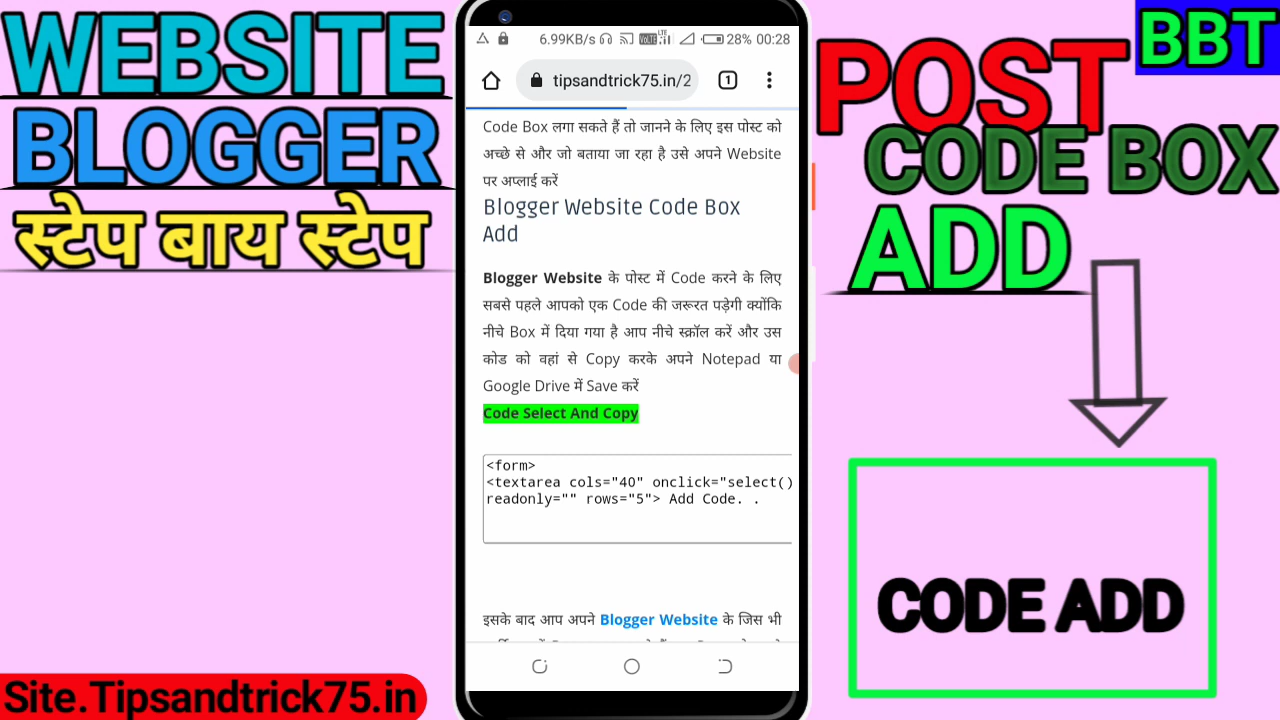 WEBSITE
BLOGGER
स्टेप बाय स्टेप
Site.Tipsandtrick75.in
6.99KB/s 28% 00:28
tipsandtrick75.in/2
1
Code Box लगा सकते हैं तो जानने के लिए इस पोस्ट को
अच्छे से और जो बताया जा रहा है उसे अपने Website
पर अप्लाई करें
Blogger Website Code Box
Add
Blogger Website के पोस्ट में Code करने के लिए
सबसे पहले आपको एक Code की जरूरत पड़ेगी क्योंकि
नीचे Box में दिया गया है आप नीचे स्क्रॉल करें और उस
कोड को वहां से Copy करके अपने Notepad या
Google Drive में Save करें
Code Select And Copy
<form>
<textarea cols="40" onclick="select()
readonly="" rows="5"> Add Code. .
इसके बाद आप अपने Blogger Website के जिस भी
BBT
POST
CODE BOX
ADD
CODE ADD